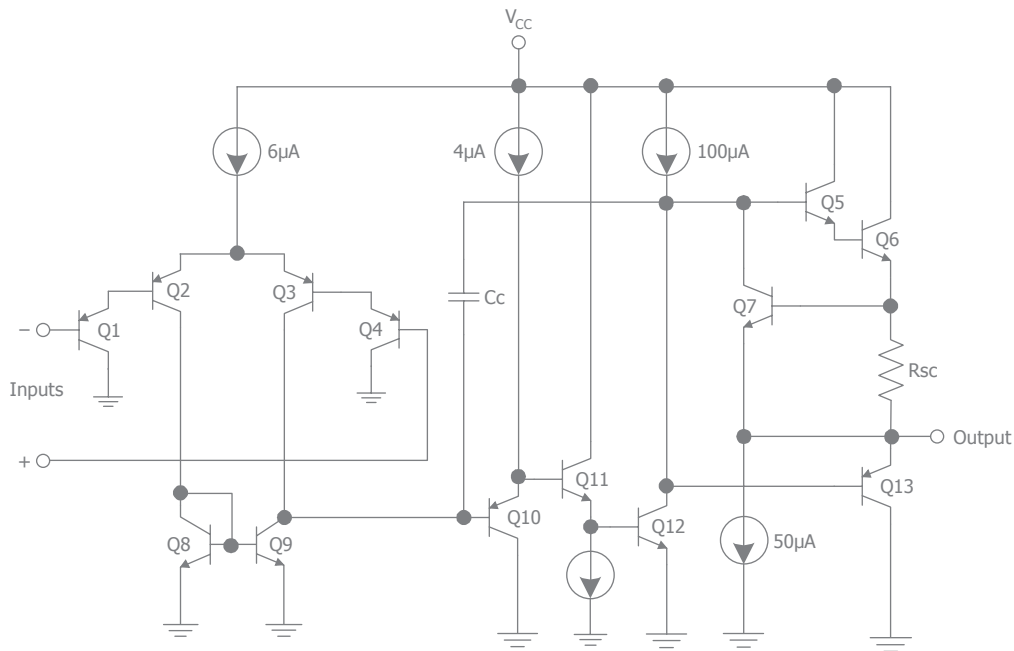 VCC
6µA
4µA
100µA
Q5
Q6
Q2
Q3
Cc
Q7
−
Q1
Q4
Rsc
Inputs
+
Output
Q11
Q13
Q10
Q12
Q8
Q9
50µA